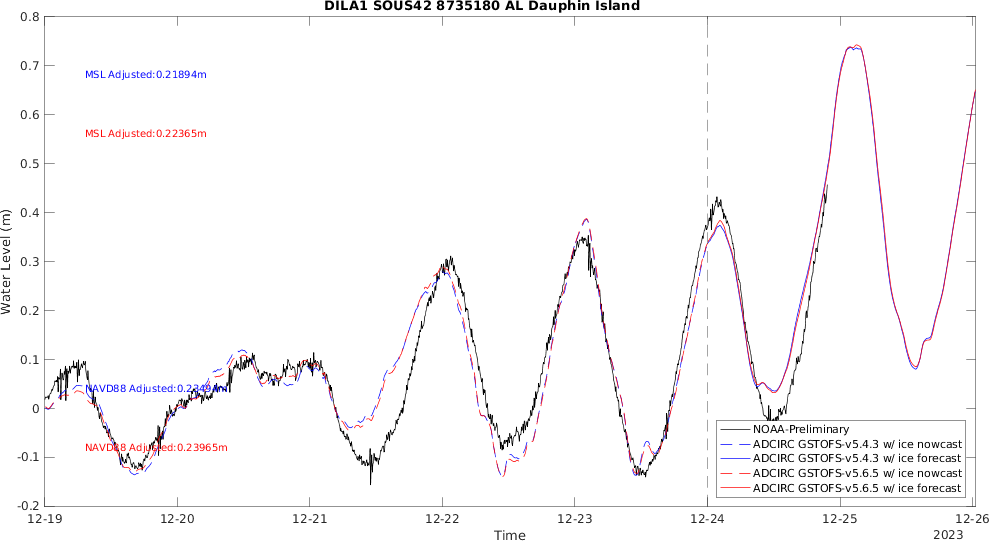 DILA1 SOUS42 8735180 AL Dauphin Island
0.8
0.7
MSL Adjusted:0.21894m
0.6
MSL Adjusted:0.22365m
0.5
0.4
0.3
Water Level (m)
0.2
0.1
NAVD88
0
NAVD88 Adjusted:0.23965m
-0.1
-0.2
NOAA-Preliminary
ADCIRC GSTOFS-v5.4.3 w/ ice nowcast
ADCIRC GSTOFS-v5.4.3 w/ ice forecast
ADCIRC GSTOFS-v5.6.5 w/ ice nowcast
ADCIRC GSTOFS-v5.6.5 w/ ice forecast
12-19 12-20 12-21 12-22 12-23 12-24 12-25 12-26
Time
2023